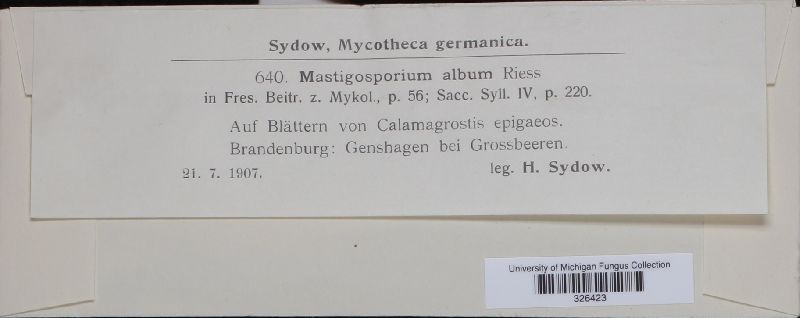 Sydow, Mycotheca germanica.
640. Mastigosporium album Riess
in Fres. Beitr. z. Mykol., p. 56; Sacc. Syll. IV, p. 220.
Auf Blättern von Calamagrostis epigaeos.
Brandenburg: Genshagen bei Grossbeeren.
21. 7. 1907. leg. H. Sydow.
University of Michigan Fungus Collection
326423